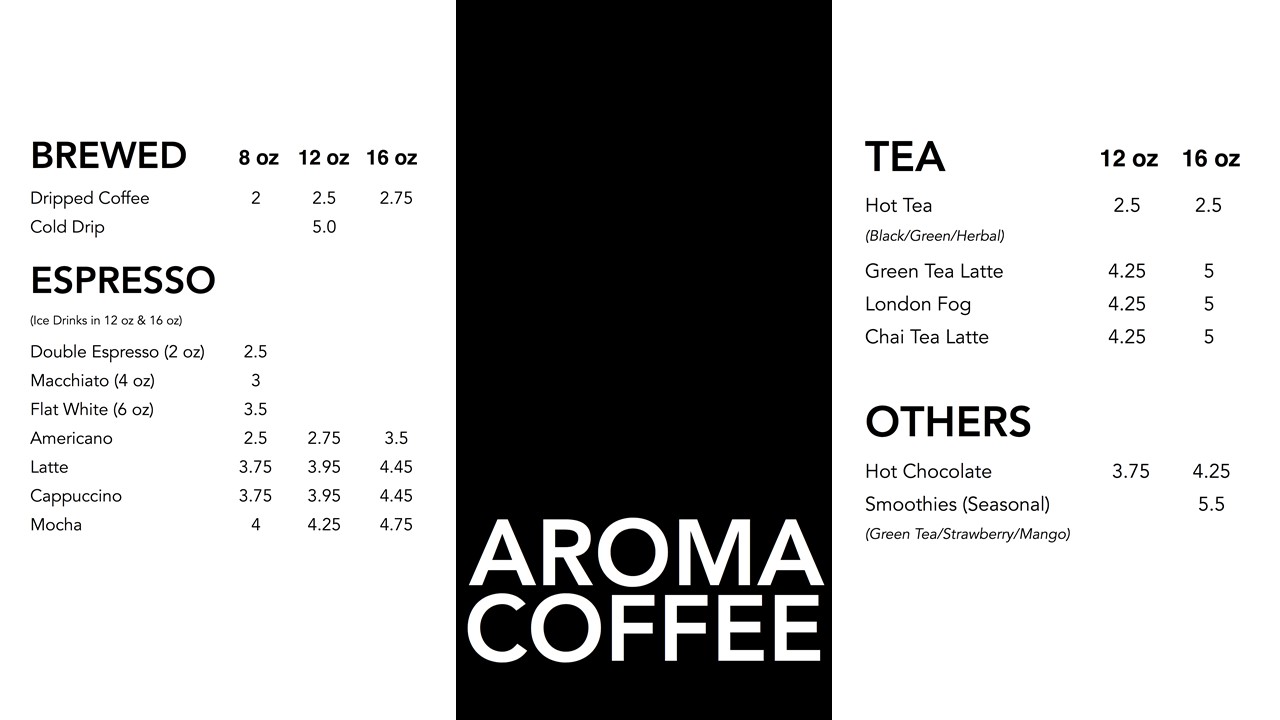 BREWED 8 oz 12 oz 16 oz
Dripped Coffee 2 2.5 2.75
Cold Drip 5.0
ESPRESSO
(Ice Drinks in 12 oz & 16 oz)
Double Espresso (2 oz) 2.5
Macchiato (4 oz) 3
Flat White (6 oz) 3.5
Americano 2.5 2.75 3.5
Latte 3.75 3.95 4.45
Cappuccino 3.75 3.95 4.45
Mocha 4 4.25 4.75
AROMA
COFFEE
TEA 12 oz 16 oz
Hot Tea 2.5 2.5
(Black/Green/Herbal)
Green Tea Latte 4.25 5
London Fog 4.25 5
Chai Tea Latte 4.25 5
OTHERS
Hot Chocolate 3.75 4.25
Smoothies (Seasonal) 5.5
(Green Tea/Strawberry/Mango)